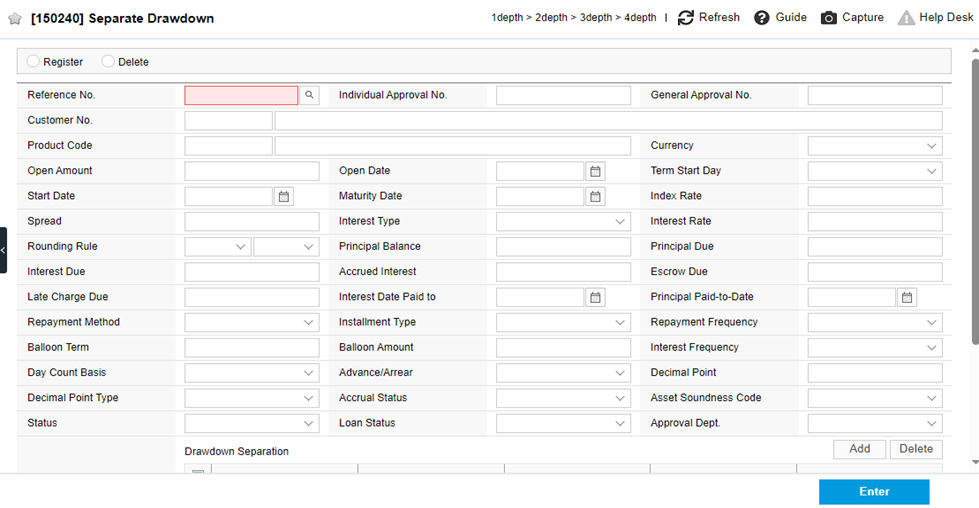 [150240] Separate Drawdown
1depth > 2depth > 3depth > 4depth | Refresh Guide Capture Help Desk
Register Delete
Reference No. Individual Approval No. General Approval No.
Customer No.
Product Code Currency
Open Amount Open Date Term Start Day
Start Date Maturity Date Index Rate
Spread Interest Type Interest Rate
Rounding Rule Principal Balance Principal Due
Interest Due Accrued Interest Escrow Due
Late Charge Due Interest Date Paid to Principal Paid-to-Date
Repayment Method Installment Type Repayment Frequency
Balloon Term Balloon Amount Interest Frequency
Day Count Basis Advance/Arrear Decimal Point
Decimal Point Type Accrual Status Asset Soundness Code
Status Loan Status Approval Dept.
Drawdown Separation Add Delete
Enter